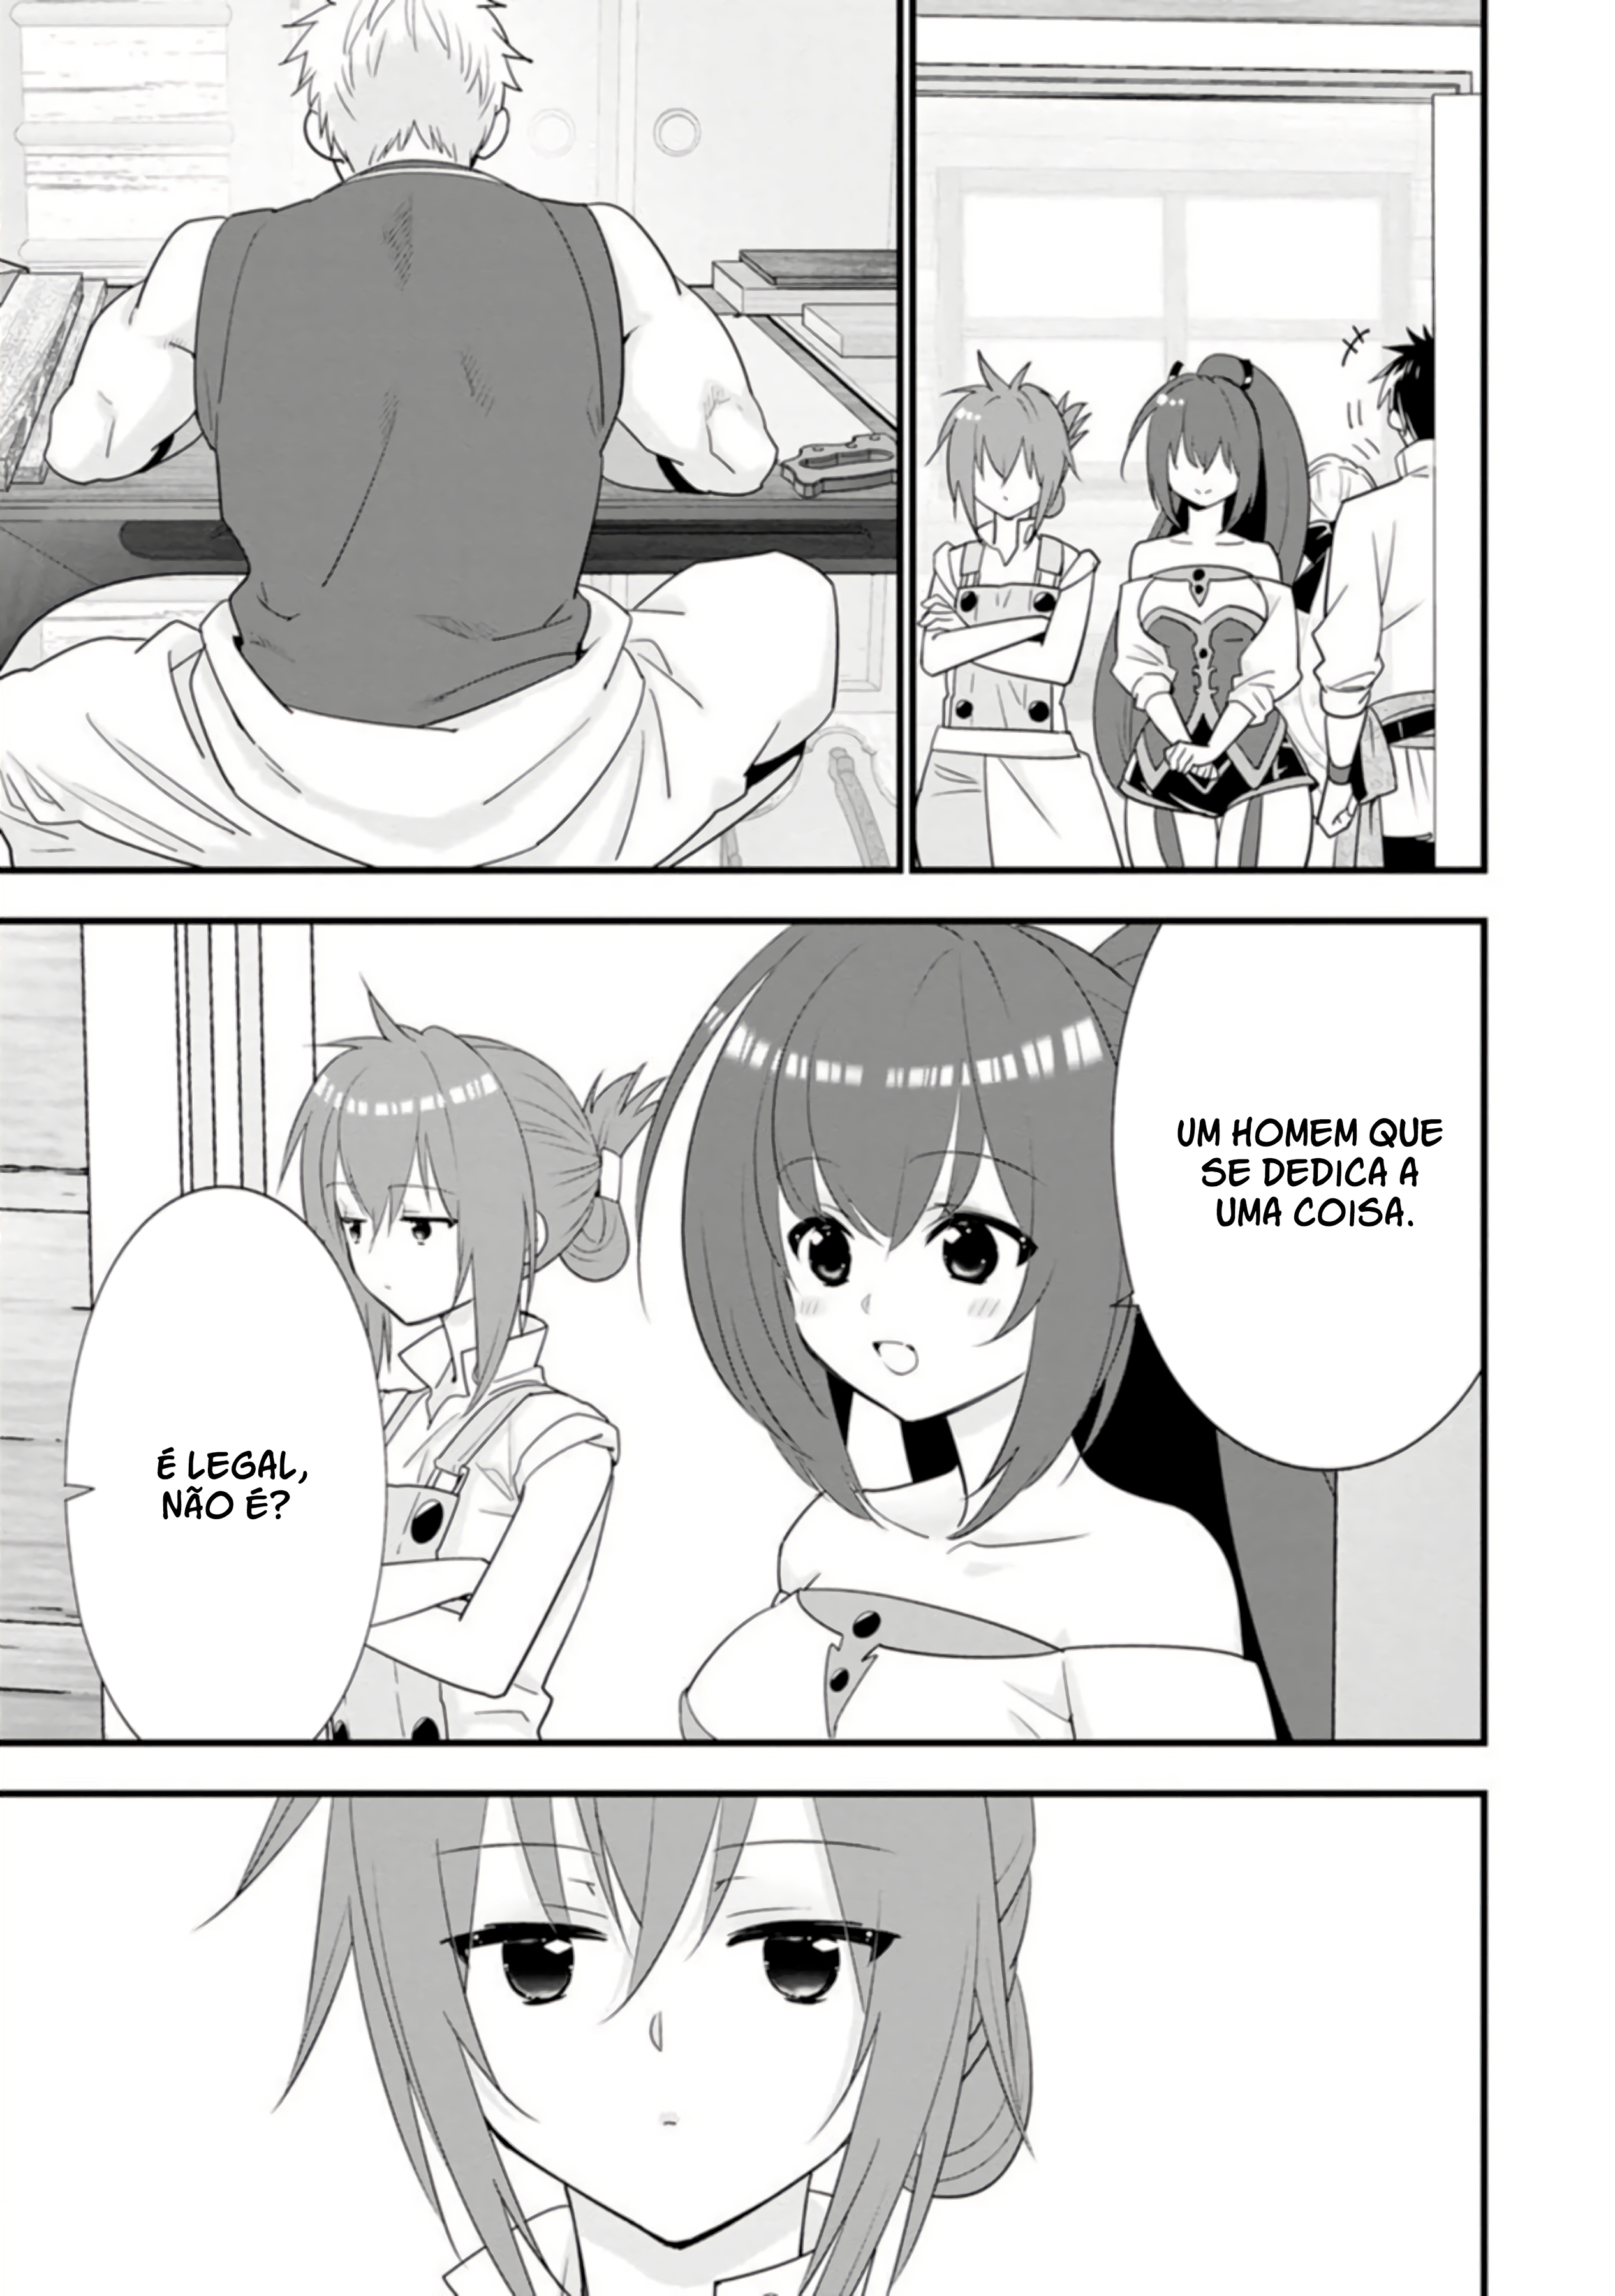 UM HOMEM QUE
SE DEDICA A
UMA COISA.
É LEGAL,
NÃO É?